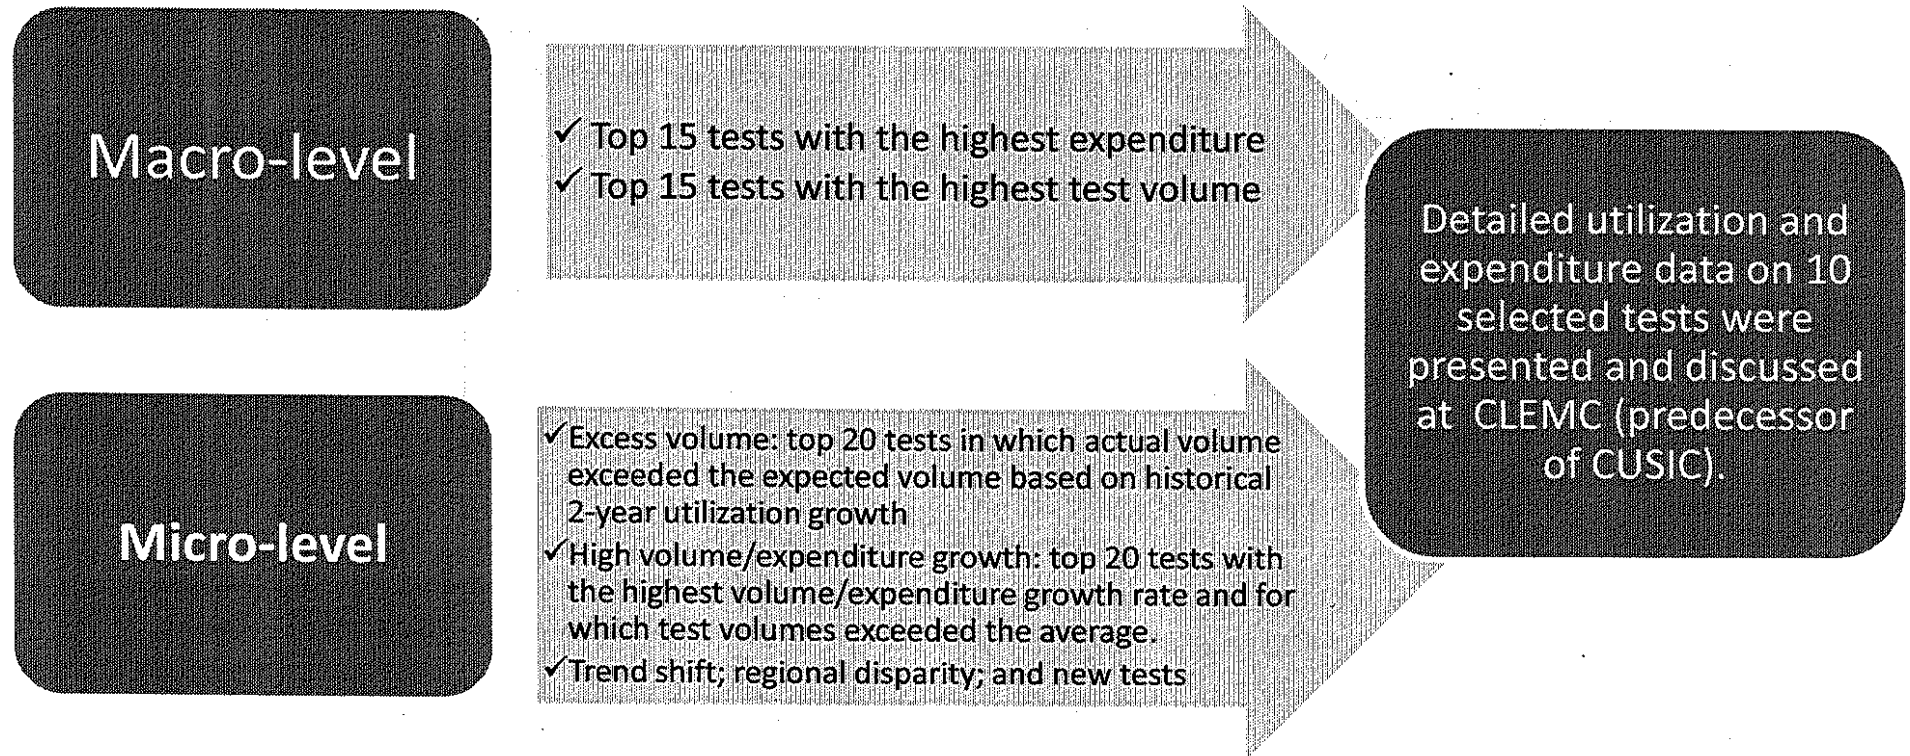 Macro-level
✓ Top 15 tests with the highest expenditure
✓ Top 15 tests with the highest test volume
Micro-level
✓Excess volume: top 20 tests in which actual volume
exceeded the expected volume based on historical
2-year utilization growth
✓High volume/expenditure growth: top 20 tests with
the highest volume/expenditure growth rate and for
which test volumes exceeded the average.
✓Trend shift; regional disparity; and new tests
Detailed utilization and
expenditure data on 10
selected tests were
presented and discussed
at CLEMC (predecessor
of CUSIC).